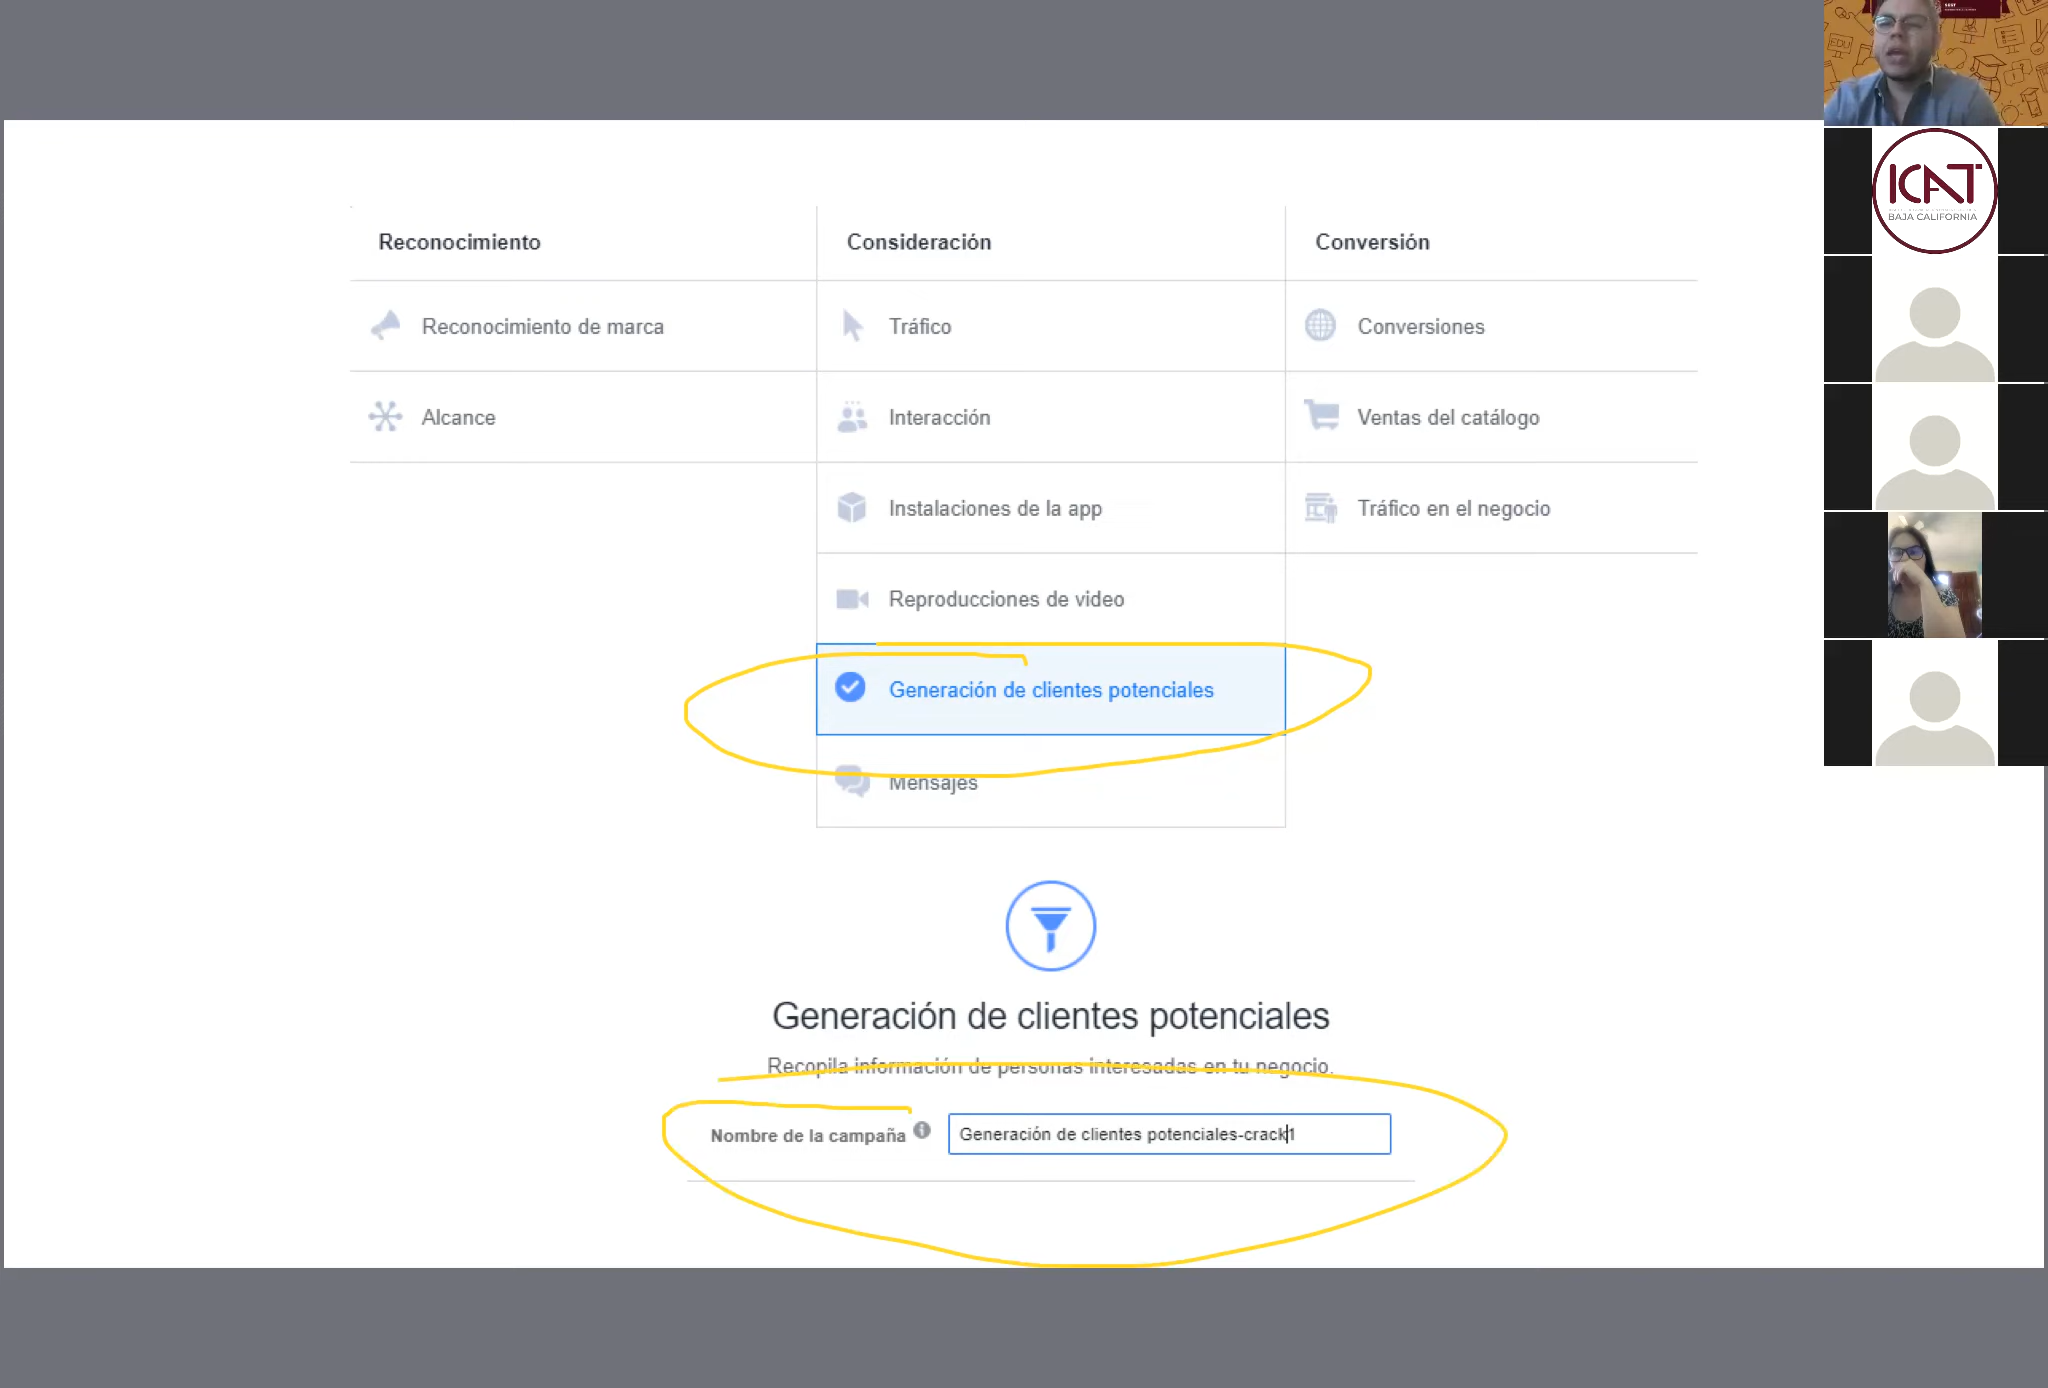 Reconocimiento
Consideración
Conversión
Reconocimiento de marca
Tráfico
Conversiones
Alcance
Interacción
Ventas del catálogo
Instalaciones de la app
Tráfico en el negocio
Reproducciones de video
Generación de clientes potenciales
Mensajes
Generación de clientes potenciales
Recopila información de personas interesadas en tu negocio.
Nombre de la campaña
Generación de clientes potenciales-crack1
ICAT
BAJA CALIFORNIA
EDU